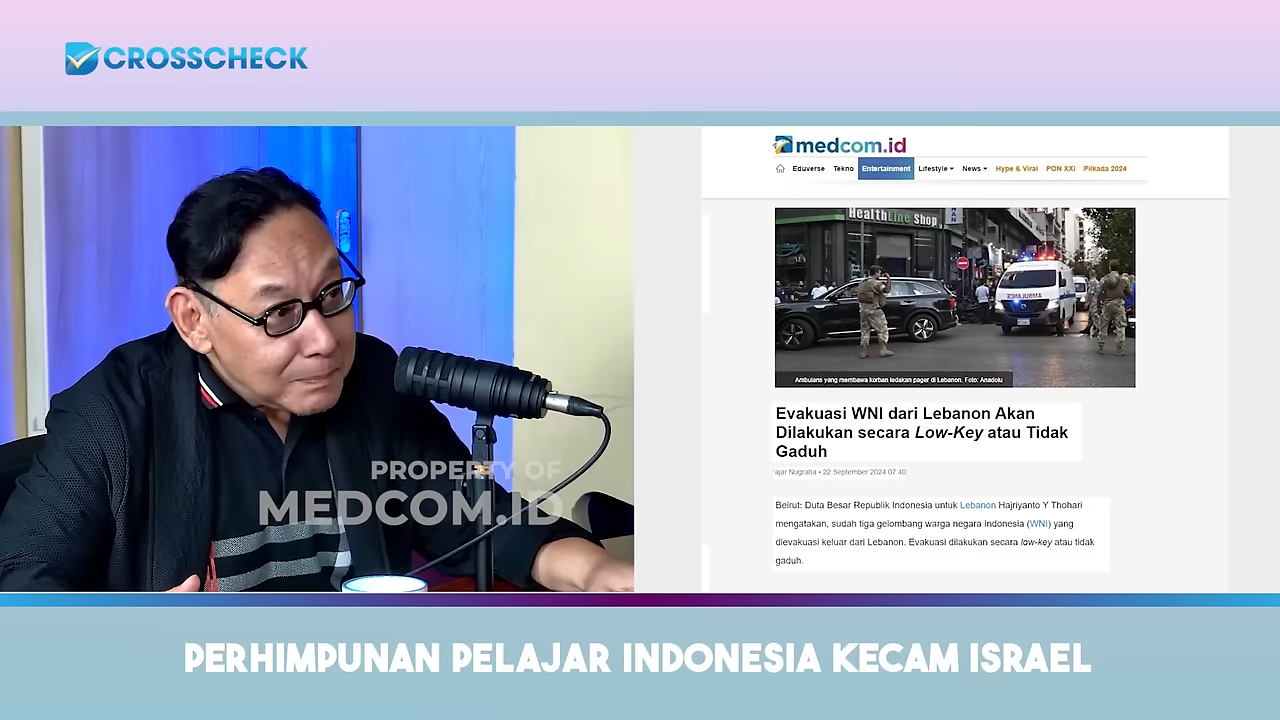 CROSSCHECK
PROPERTY OF
MEDCOM.ID
medcom.id
Eduverse Tekno Entertainment Lifestyle News Hype & Viral PON XXI Pilkada 2024
HealthLine Shop
AMBULANCE
Ambulans yang membawa korban ledakan pager di Lebanon. Foto: Anadolu
Evakuasi WNI dari Lebanon Akan
Dilakukan secara Low-Key atau Tidak
Gaduh
ajar Nugraha • 22 September 2024 07:40
Beirut: Duta Besar Republik Indonesia untuk Lebanon Hajriyanto Y Thohari
mengatakan, sudah tiga gelombang warga negara Indonesia (WNI) yang
dievakuasi keluar dari Lebanon. Evakuasi dilakukan secara low-key atau tidak
gaduh.
PERHIMPUNAN PELAJAR INDONESIA KECAM ISRAEL